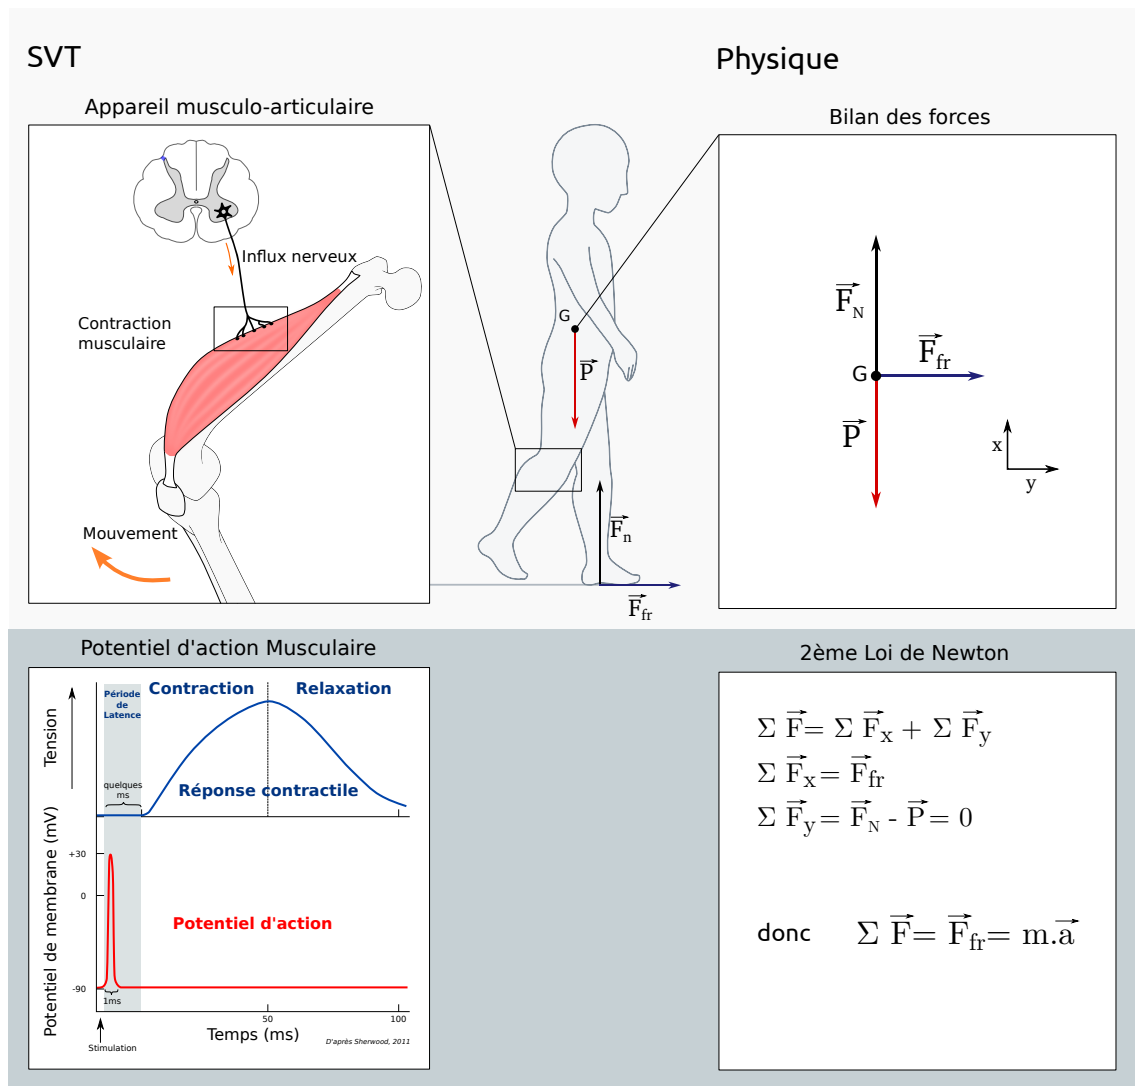 SVT
Physique
Appareil musculo-articulaire
Bilan des forces
Influx nerveux
Contraction
musculaire
Mouvement
G
P
F_n
F_fr
F_N
F_fr
G
P
x
y
Potentiel d'action Musculaire
2ème Loi de Newton
Tension
Période
de
Latence
Contraction
Relaxation
quelques
ms
Réponse contractile
Potentiel de membrane (mV)
+30
0
-90
Potentiel d'action
1ms
50
100
Temps (ms)
Stimulation
D'après Sherwood, 2011
Σ F = Σ F_x + Σ F_y
Σ F_x = F_fr
Σ F_y = F_N - P = 0
donc Σ F = F_fr = m.a